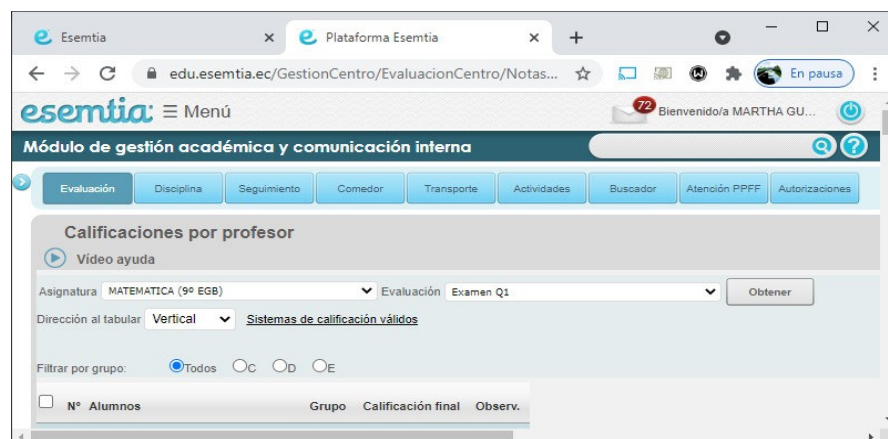 Esemtia
Plataforma Esemtia
edu.esemtia.ec/GestionCentro/EvaluacionCentro/Notas...
En pausa
esemtia: ☰ Menú
72
Bienvenido/a MARTHA GU...
Módulo de gestión académica y comunicación interna
Evaluación Disciplina Seguimiento Comedor Transporte Actividades Buscador Atención PPFF Autorizaciones
Calificaciones por profesor
Vídeo ayuda
Asignatura MATEMATICA (9º EGB) Evaluación Examen Q1 Obtener
Dirección al tabular Vertical Sistemas de calificación válidos
Filtrar por grupo: Todos C D E
Nº Alumnos Grupo Calificación final Observ.